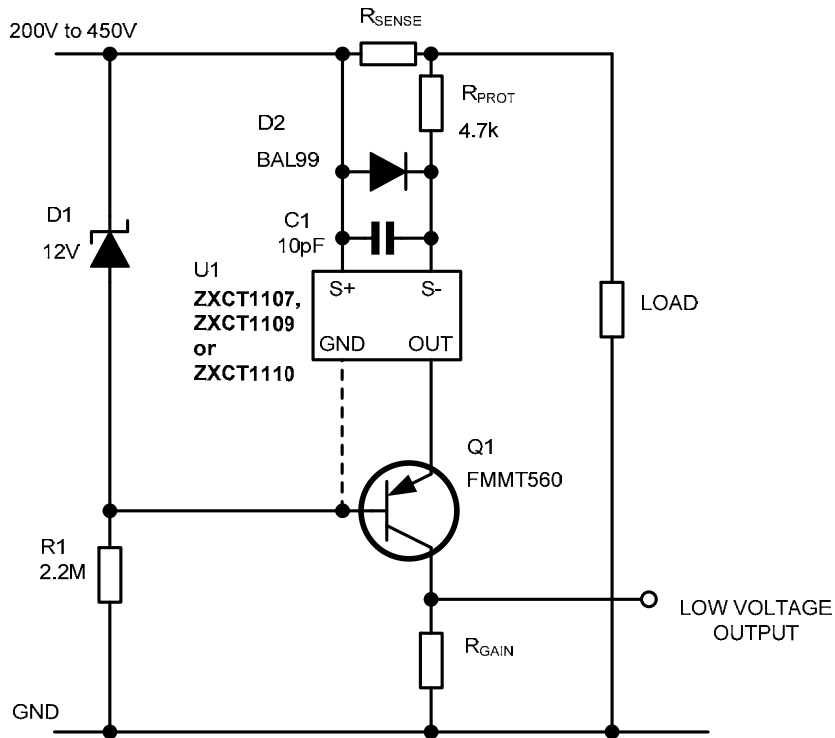 200V to 450V
RSENSE
RPROT
4.7k
D2
BAL99
D1
12V
C1
10pF
U1
ZXCT1107,
ZXCT1109
or
ZXCT1110
S+ S-
GND OUT
LOAD
Q1
FMMT560
R1
2.2M
LOW VOLTAGE
OUTPUT
RGAIN
GND